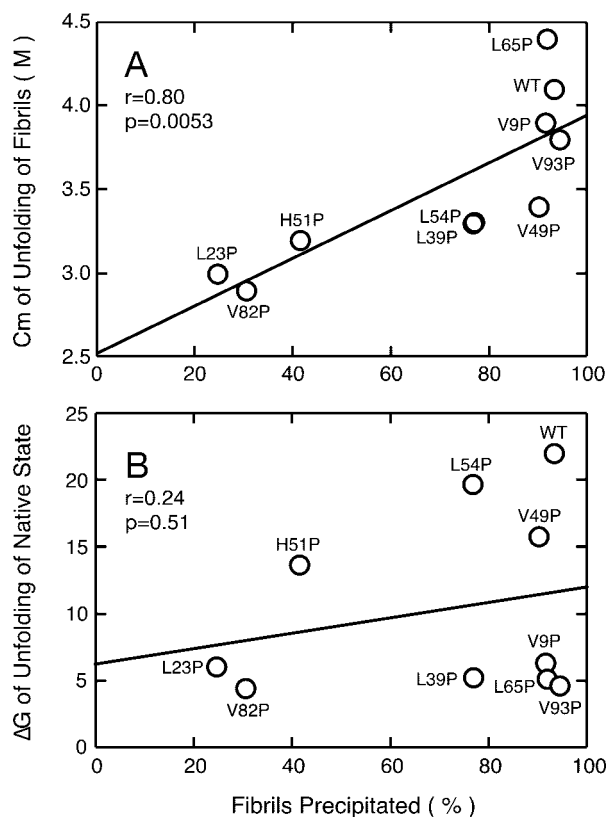 Cm of Unfolding of Fibrils ( M )
4.5
4.0
3.5
3.0
2.5
A
r=0.80
p=0.0053
L65P
WT
V9P
V93P
L54P
L39P
V49P
H51P
L23P
V82P
0 20 40 60 80 100
ΔG of Unfolding of Native State
25
20
15
10
5
0
B
r=0.24
p=0.51
WT
L54P
V49P
H51P
L23P
V82P
L39P
V9P
L65P
V93P
0 20 40 60 80 100
Fibrils Precipitated ( % )